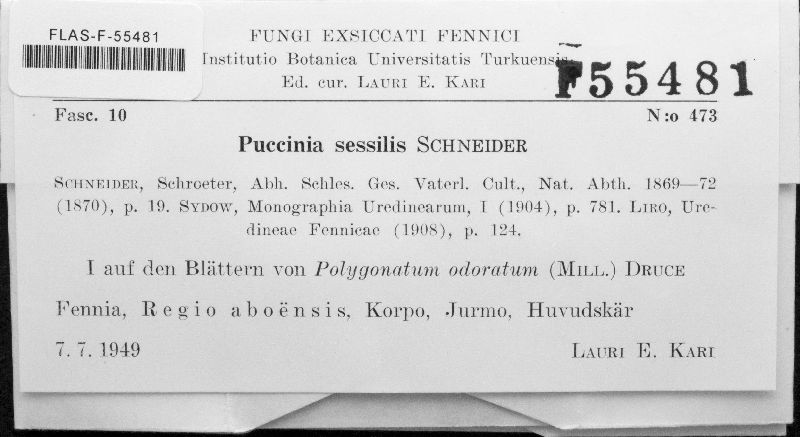 FLAS-F-55481
FUNGI EXSICCATI FENNICI
Institutio Botanica Universitatis Turkuensis
Ed. cur. LAURI E. KARI
F55481
Fasc. 10 N:o 473
Puccinia sessilis SCHNEIDER
SCHNEIDER, Schroeter, Abh. Schles. Ges. Vaterl. Cult., Nat. Abth. 1869—72
(1870), p. 19. SYDOW, Monographia Uredinearum, I (1904), p. 781. LIRO, Ure-
dineae Fennicae (1908), p. 124.
I auf den Blättern von Polygonatum odoratum (MILL.) DRUCE
Fennia, Regio aboënsis, Korpo, Jurmo, Huvudskär
7. 7. 1949 LAURI E. KARI